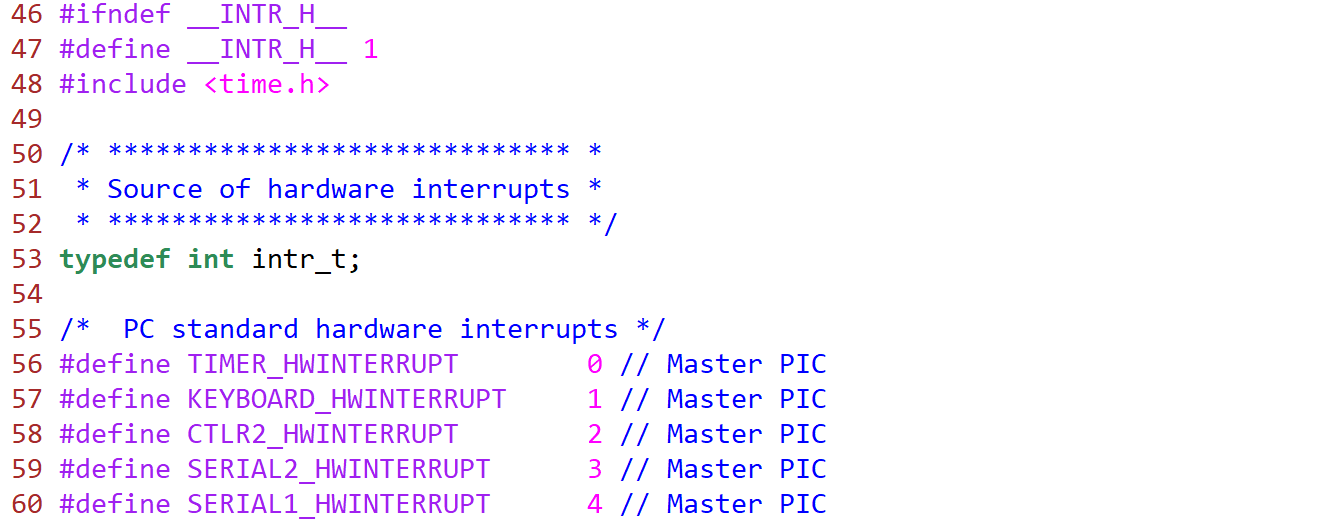 46 #ifndef __INTR_H__
47 #define __INTR_H__ 1
48 #include <time.h>
49
50 /* ***************************** *
51  * Source of hardware interrupts *
52  * ***************************** */
53 typedef int intr_t;
54
55 /*  PC standard hardware interrupts */
56 #define TIMER_HWINTERRUPT        0 // Master PIC
57 #define KEYBOARD_HWINTERRUPT     1 // Master PIC
58 #define CTLR2_HWINTERRUPT        2 // Master PIC
59 #define SERIAL2_HWINTERRUPT      3 // Master PIC
60 #define SERIAL1_HWINTERRUPT      4 // Master PIC